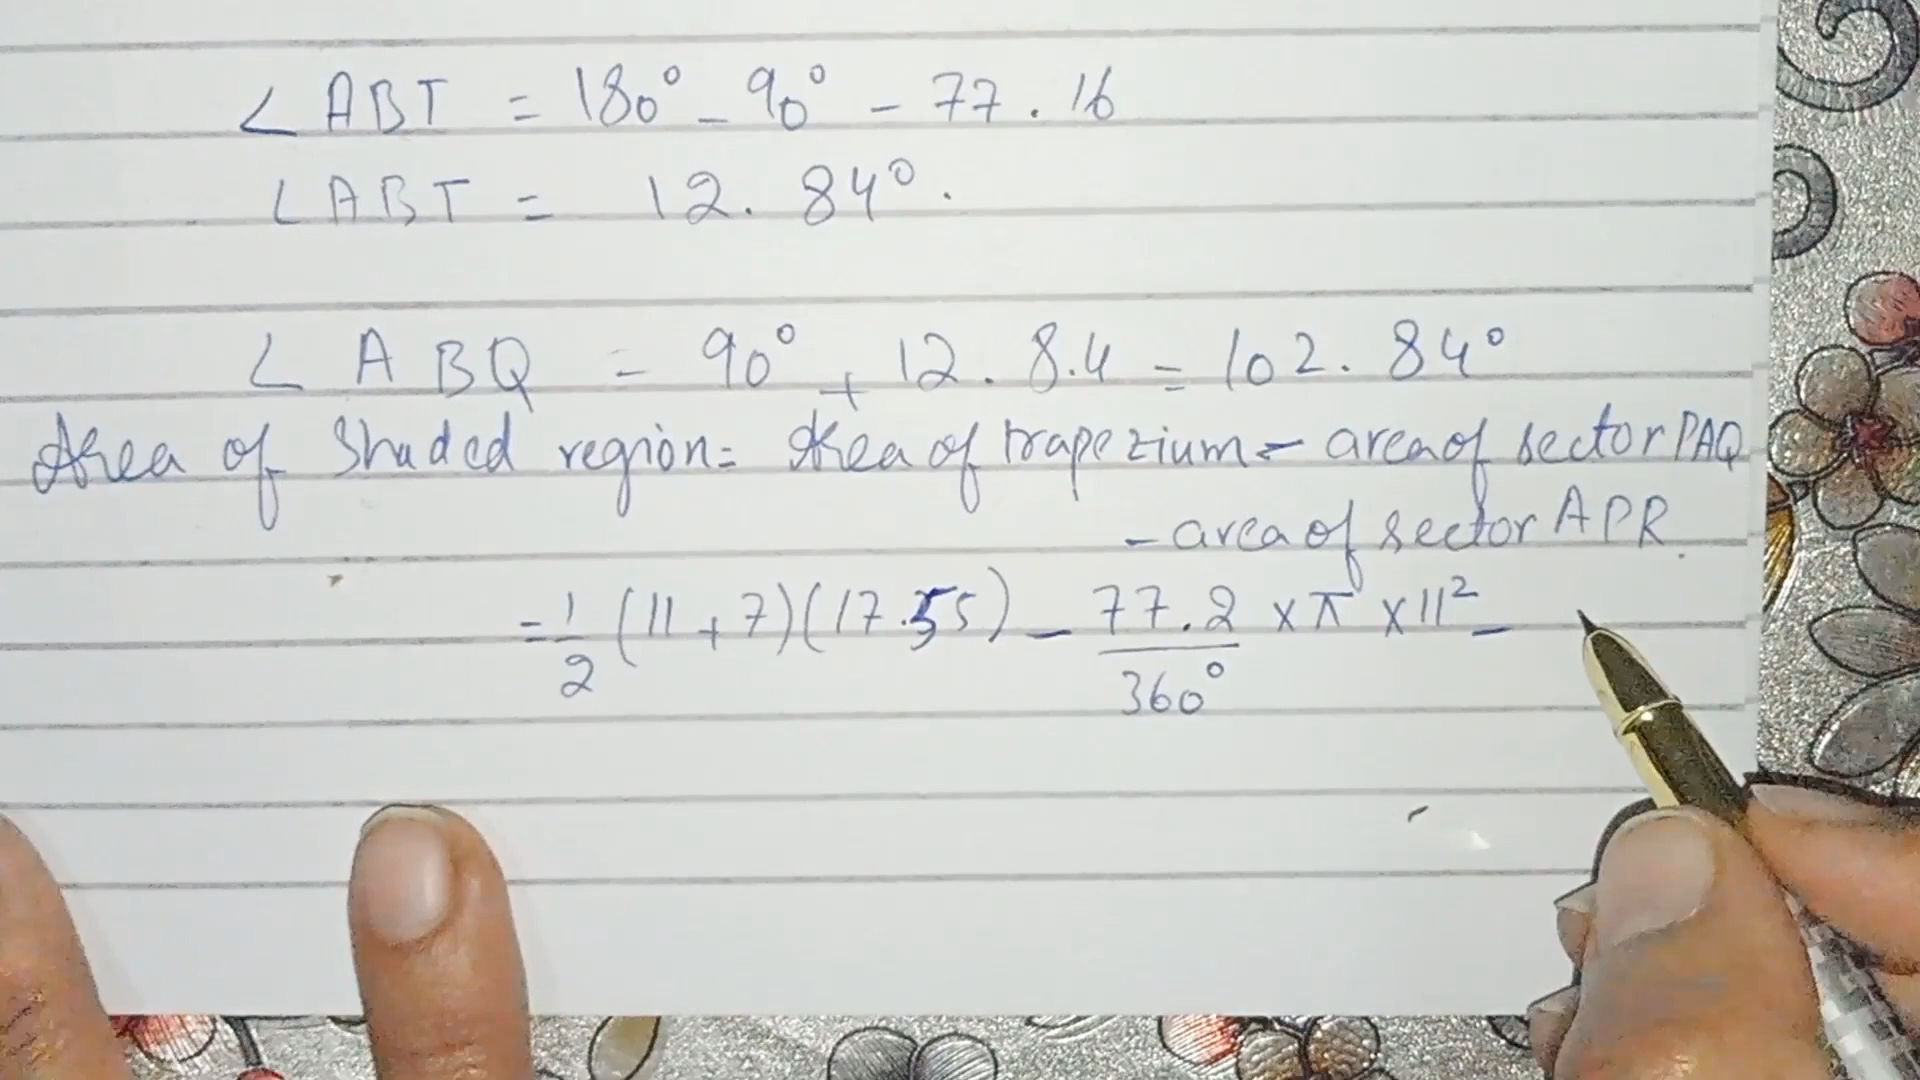 ∠ ABT = 180° - 90° - 77.16
∠ ABT = 12.84°.
∠ ABQ = 90° + 12.8.4 = 102.84°
Area of Shaded region = Area of trapezium - area of sector PAQ
- area of sector APR.
= 1/2 (11+7)(17.55) - 77.2/360° × π × 11² -